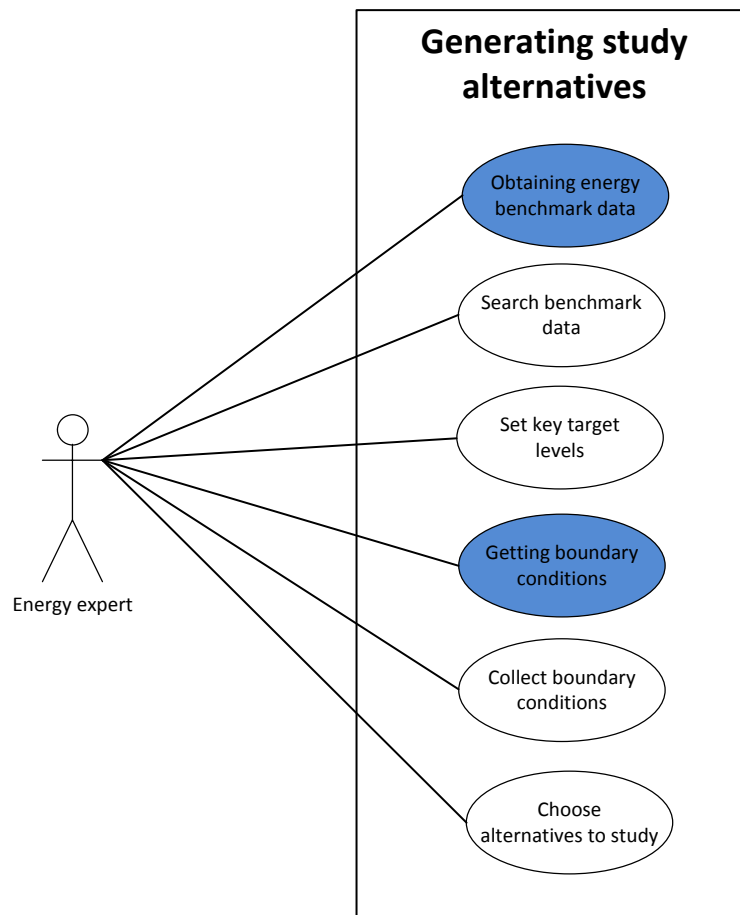 Generating study
alternatives
Obtaining energy
benchmark data
Search benchmark
data
Set key target
levels
Getting boundary
conditions
Energy expert
Collect boundary
conditions
Choose
alternatives to study